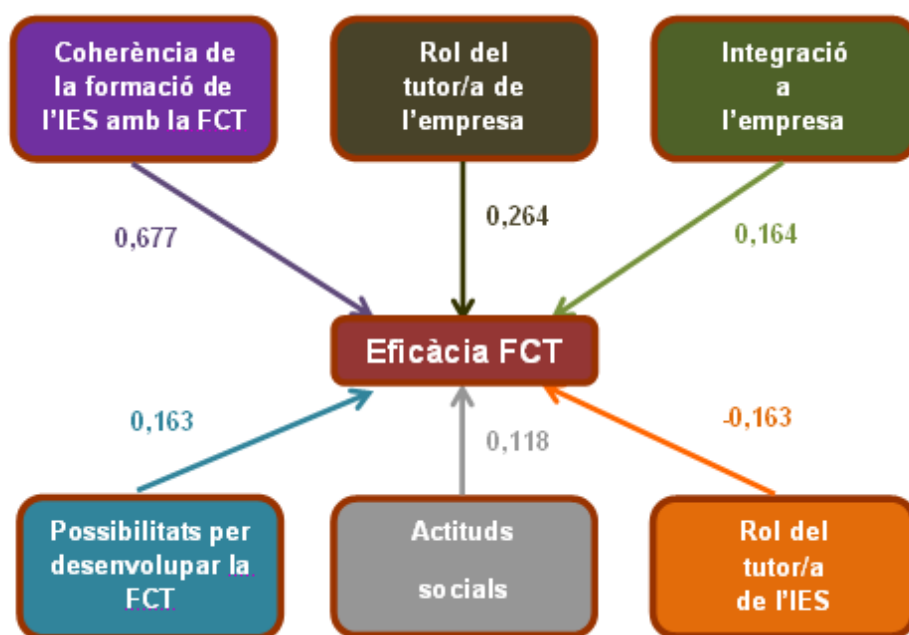 Coherència de
la formació de
l'IES amb la FCT
Rol del
tutor/a de
l'empresa
Integració
a
l'empresa
0,677
0,264
0,164
Eficàcia FCT
0,163
0,118
-0,163
Possibilitats per
desenvolupar la
FCT
Actituds
socials
Rol del
tutor/a
de l'IES